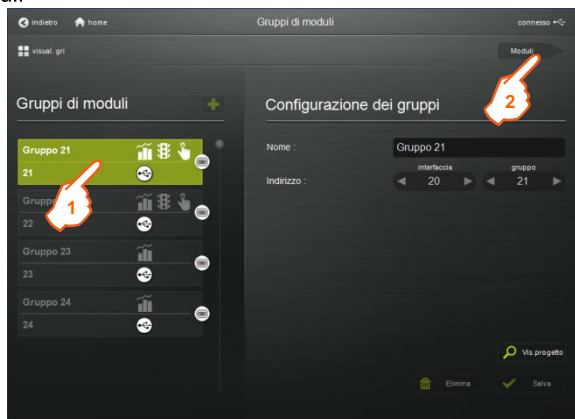 indietro home Gruppi di moduli connesso
visual. gri Moduli
Gruppi di moduli Configurazione dei gruppi
2
Gruppo 21
21
Nome : Gruppo 21
interfaccia gruppo
Indirizzo : 20 21
1
22
Gruppo 23
23
Gruppo 24
24
Vis.progetto
Elimina Salva